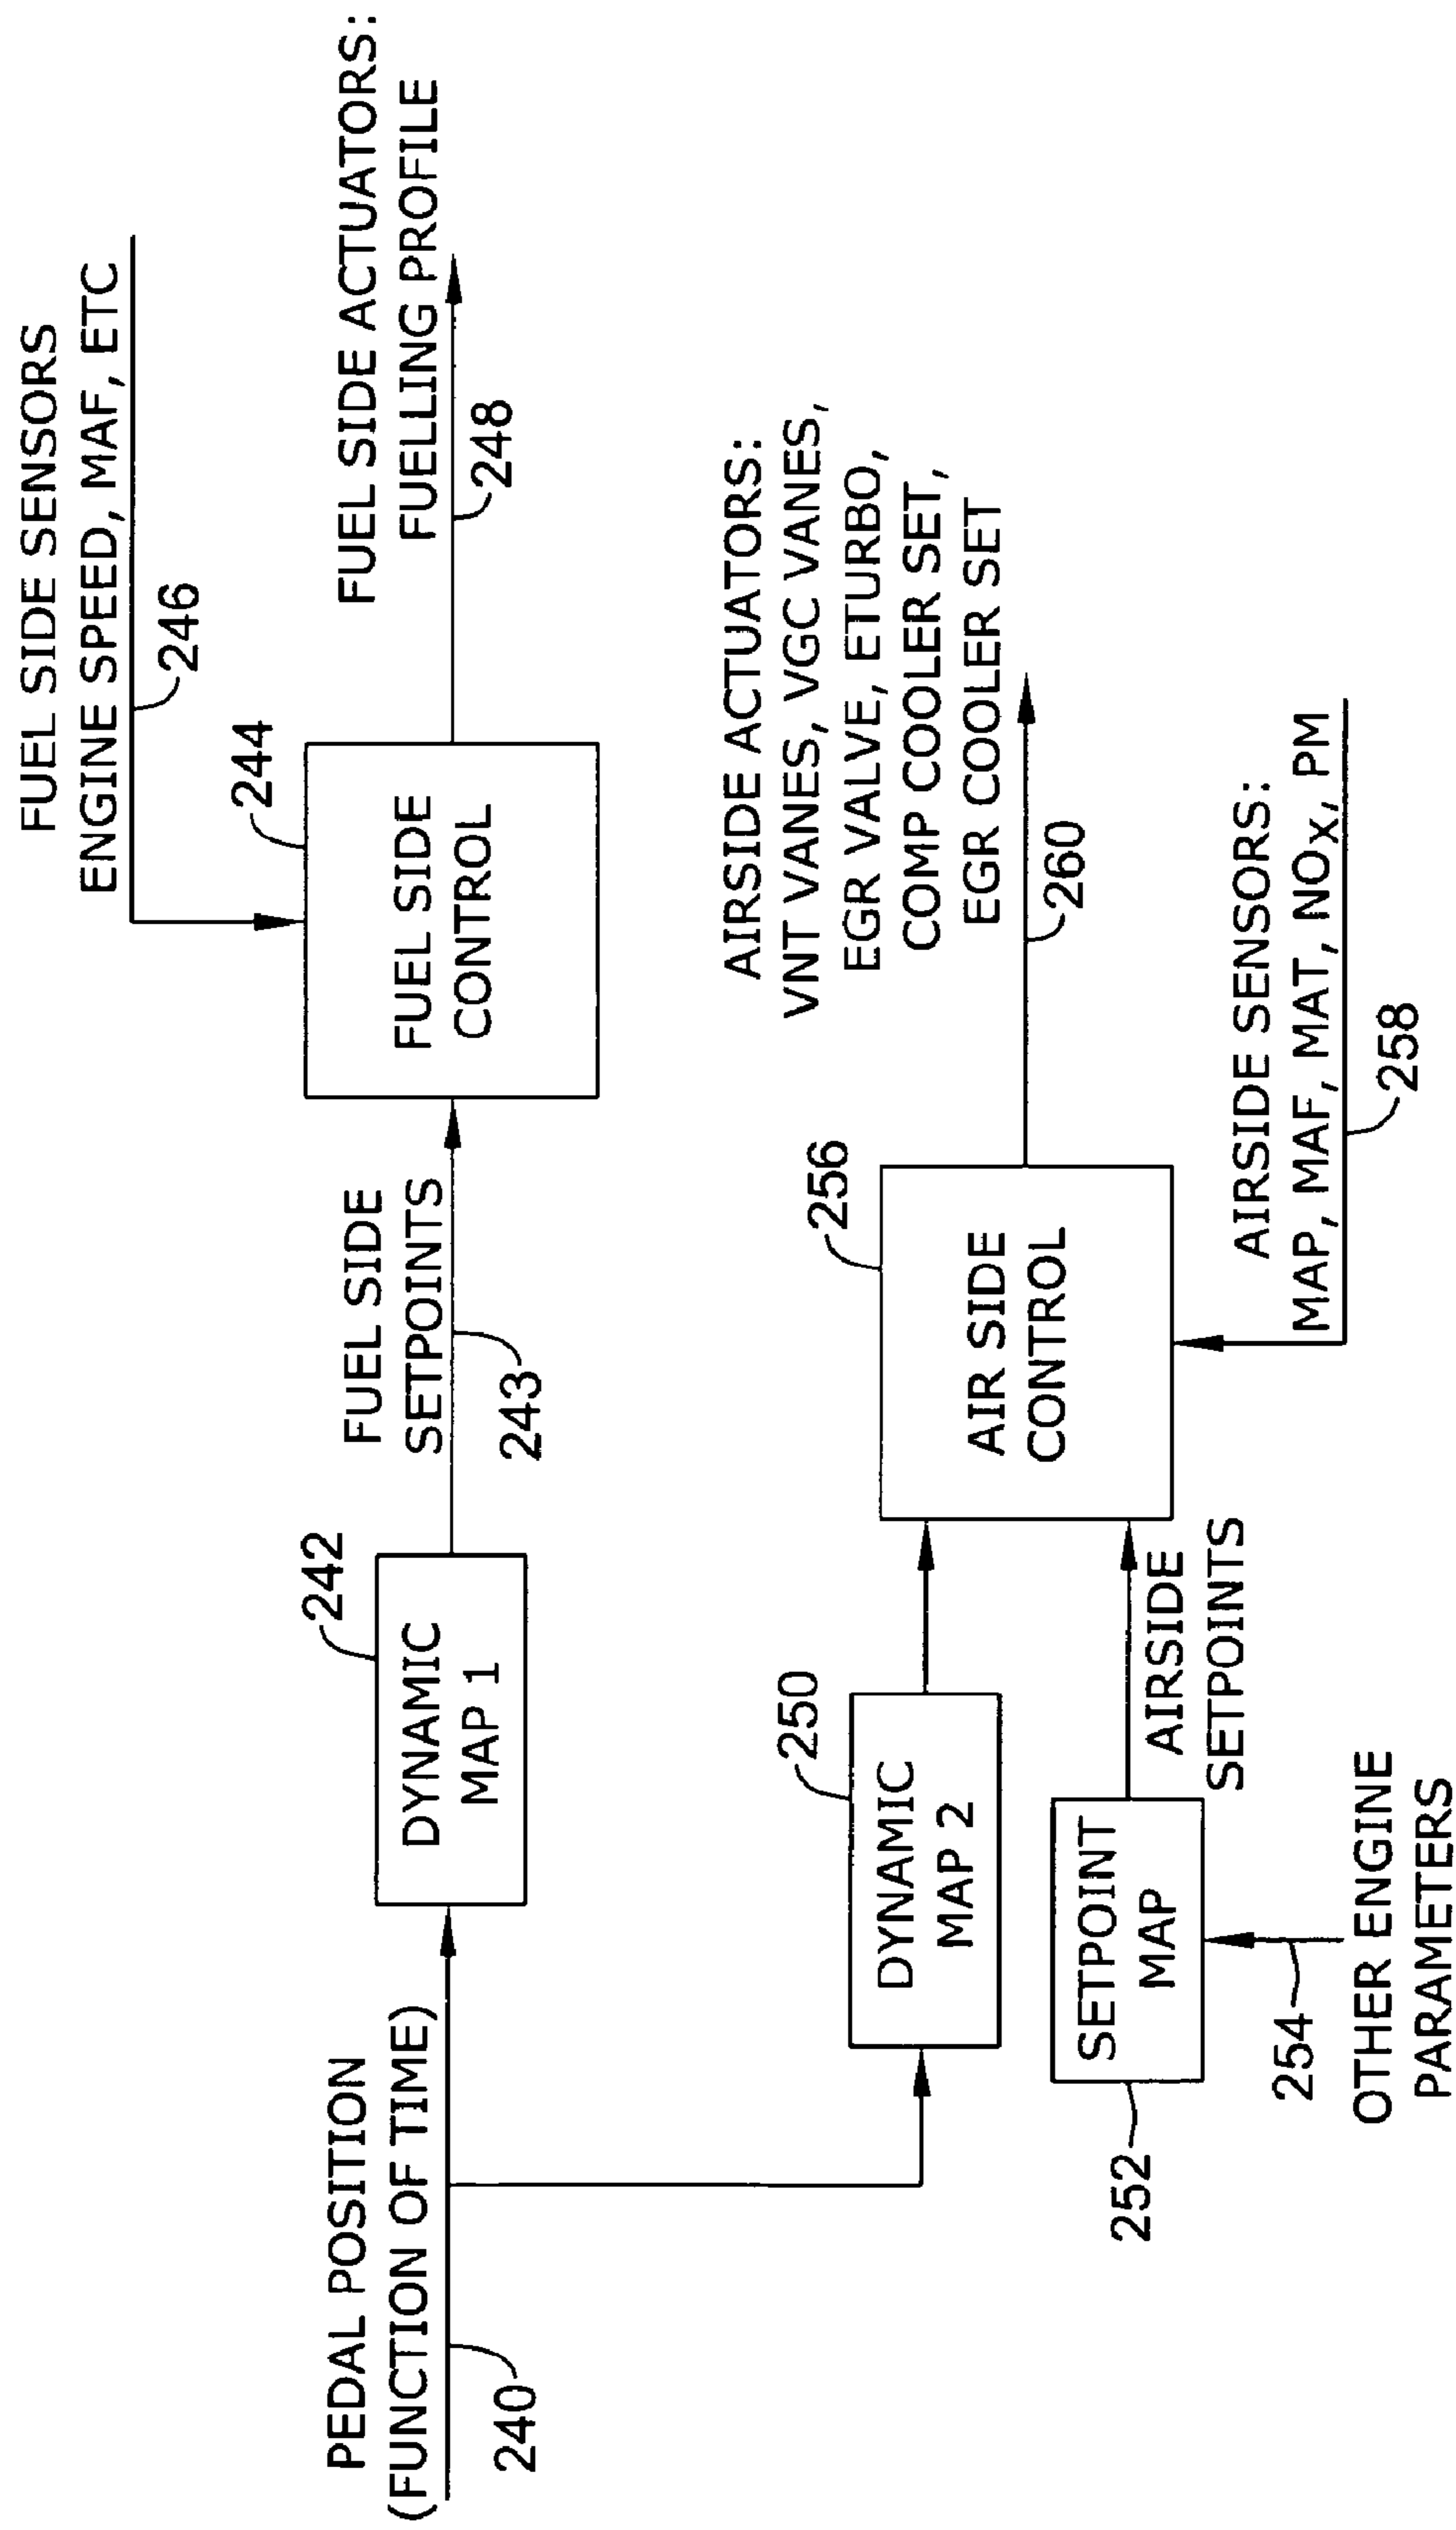 FUEL SIDE SENSORS
ENGINE SPEED, MAF, ETC
246
244
FUEL SIDE ACTUATORS:
FUELLING PROFILE
248
FUEL SIDE
CONTROL
FUEL SIDE
SETPOINTS
243
242
DYNAMIC
MAP 1
PEDAL POSITION
(FUNCTION OF TIME)
240
AIRSIDE ACTUATORS:
VNT VANES, VGC VANES,
EGR VALVE, ETURBO,
COMP COOLER SET,
EGR COOLER SET
260
256
AIR SIDE
CONTROL
250
DYNAMIC
MAP 2
SETPOINT
MAP
252
AIRSIDE
SETPOINTS
AIRSIDE SENSORS:
MAP, MAF, MAT, NOX, PM
258
254
OTHER ENGINE
PARAMETERS